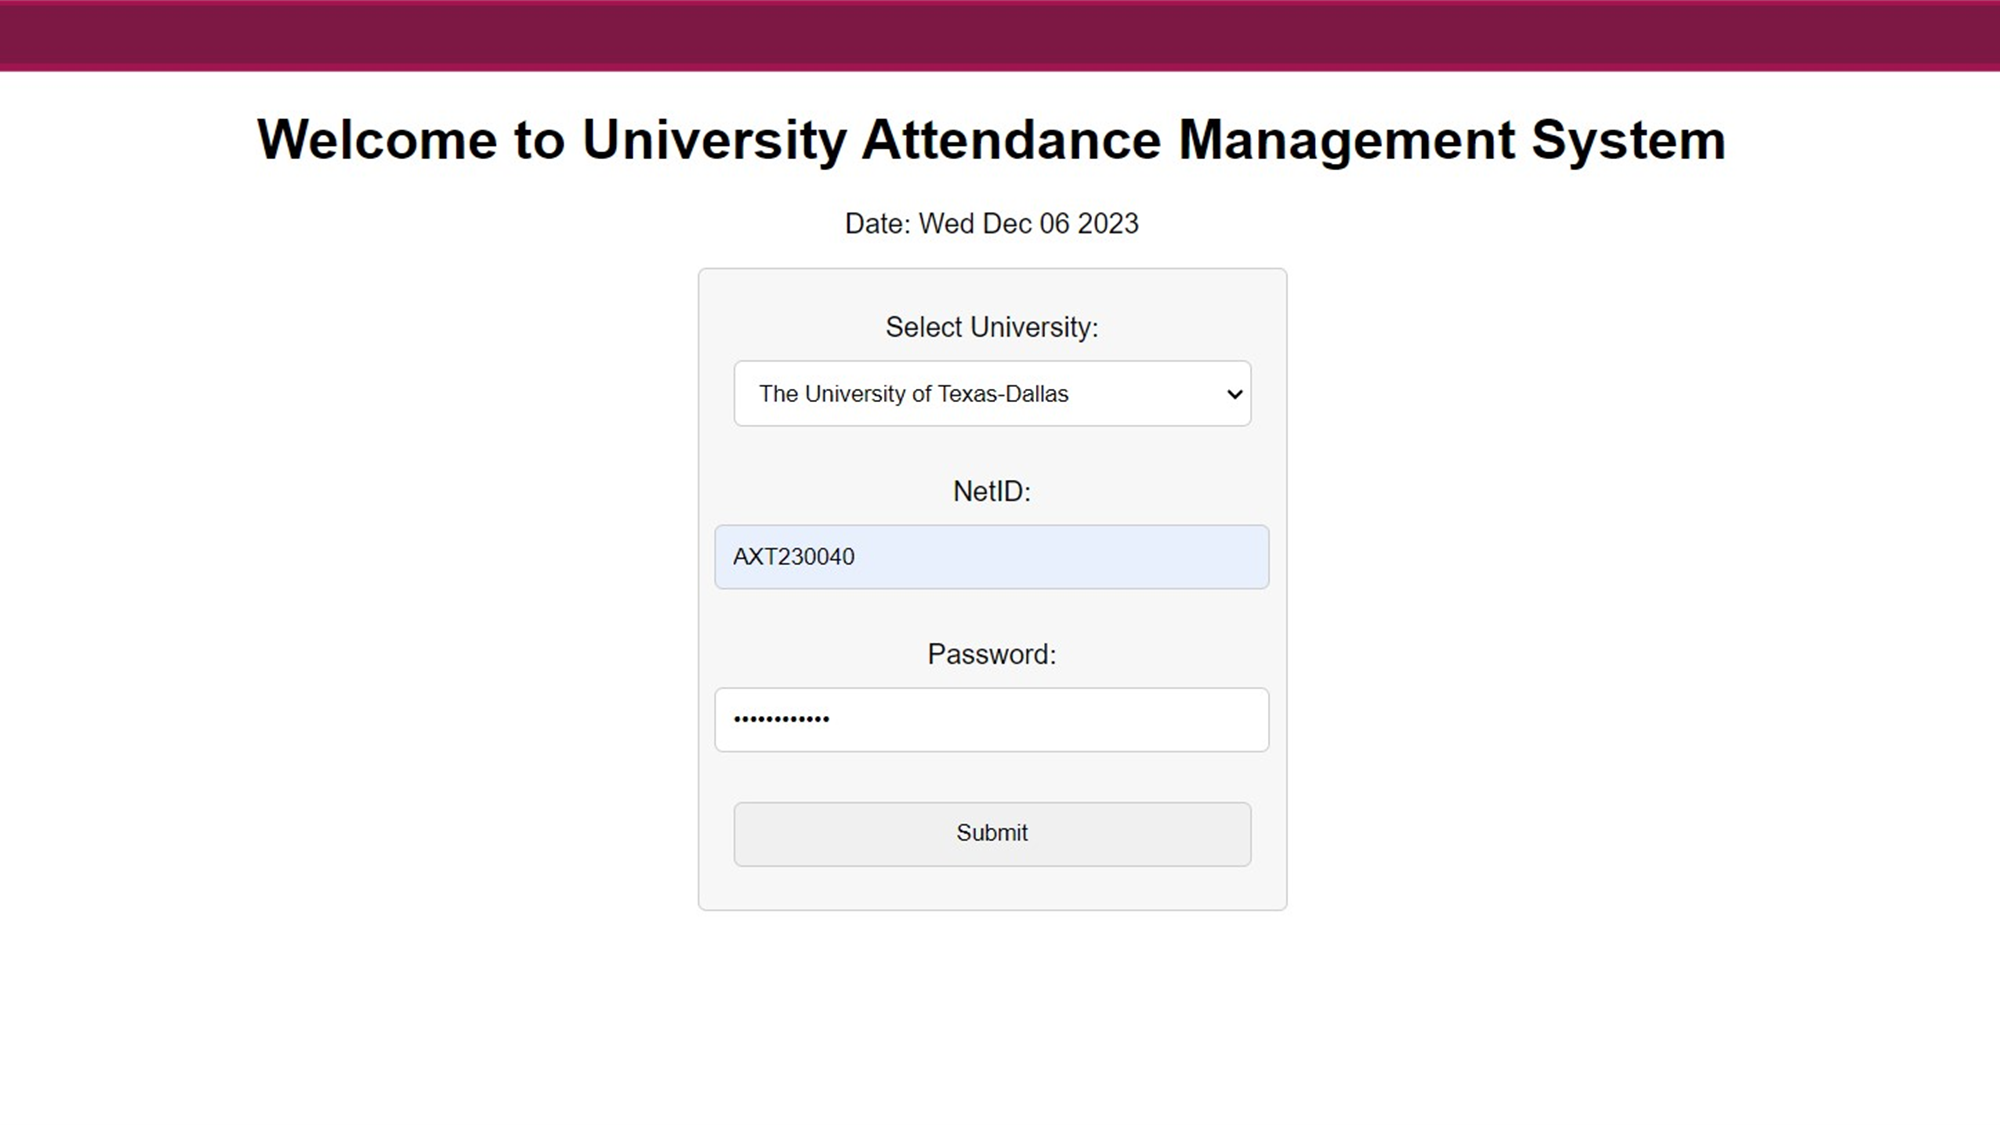 Welcome to University Attendance Management System
Date: Wed Dec 06 2023
Select University:
The University of Texas-Dallas
NetID:
AXT230040
Password:
••••••••••••
Submit